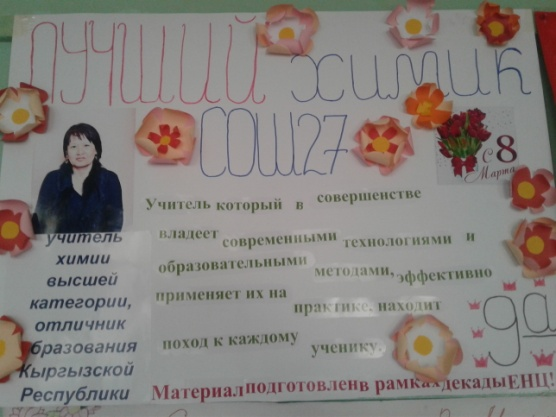 ЛУЧШИЙ ХИМИК
СОШ27
С 8
Марта
Учитель который в совершенстве
владеет современными технологиями и
образовательными методами, эффективно
применяет их на практике, находит
поход к каждому ученику.
учитель
химии
высшей
категории,
отличник
бразования
Кыргызской
Республики
да
Материал подготовлен в рамках декады ЕНЦ!